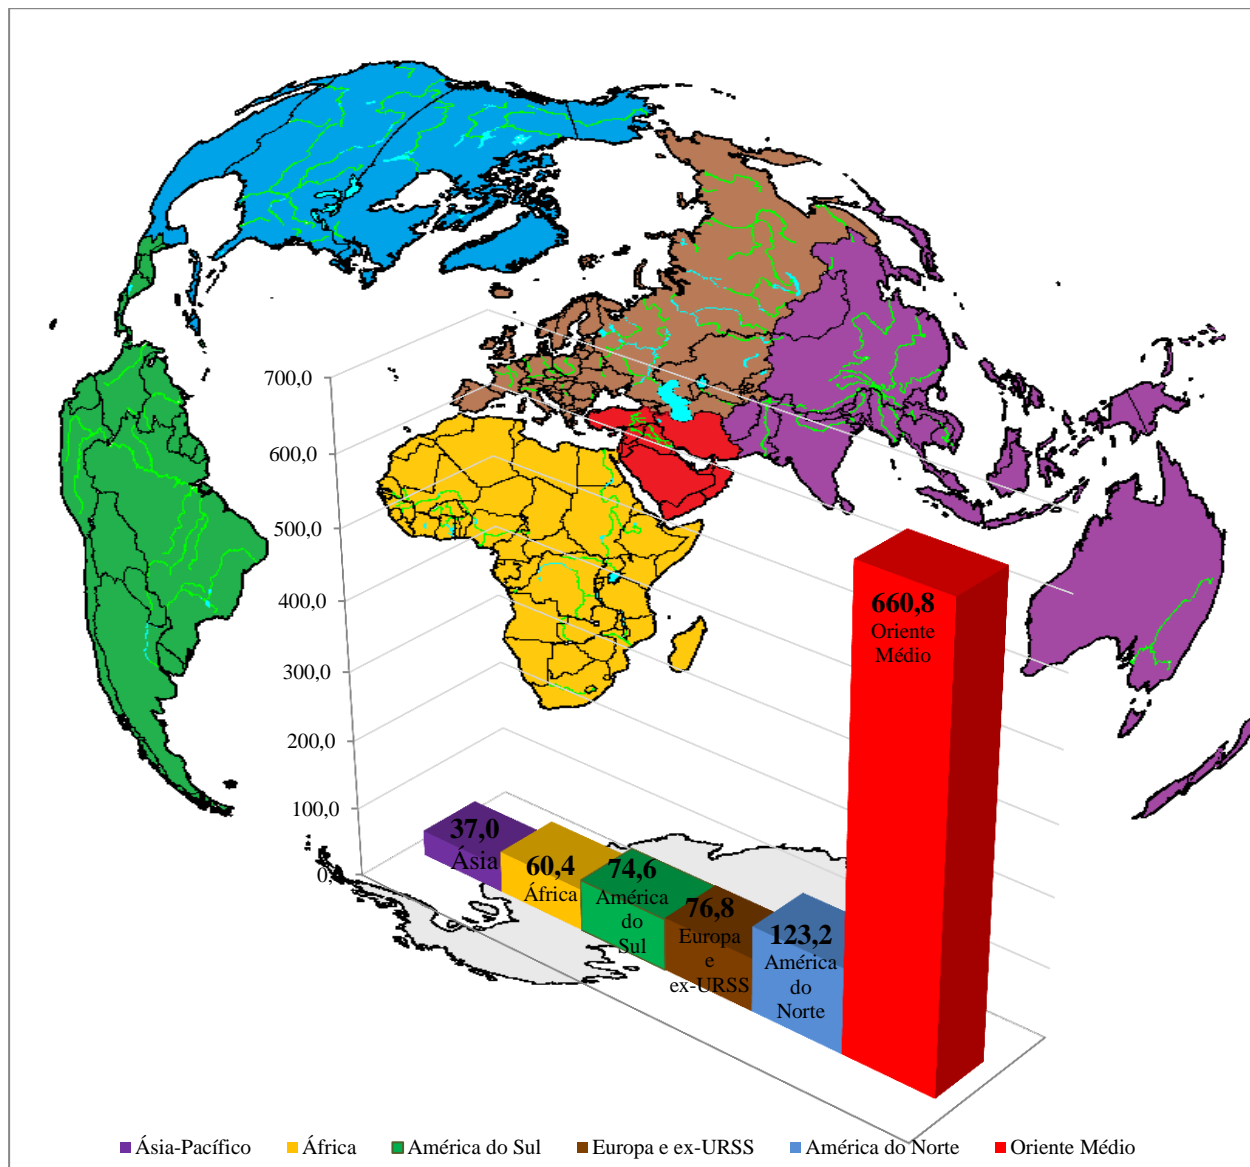 700,0
600,0
500,0
400,0
300,0
200,0
100,0
0,
37,0
Ásia
60,4
África
74,6
América
do
Sul
76,8
Europa
e
ex-URSS
123,2
América
do
Norte
660,8
Oriente
Médio
Ásia-Pacífico África América do Sul Europa e ex-URSS América do Norte Oriente Médio